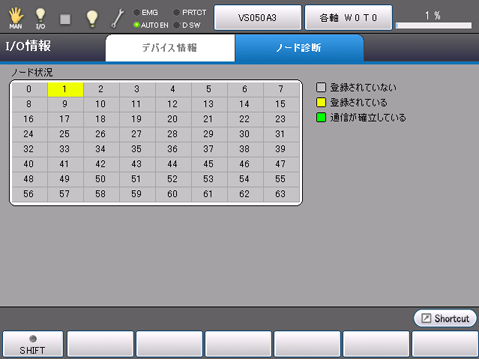 MAN
I/O
EMG
AUTO EN
PRTCT
D SW
VS050A3
各軸 W 0 T 0
1 %
I/O情報
デバイス情報
ノード診断
ノード状況
0 1 2 3 4 5 6 7
8 9 10 11 12 13 14 15
16 17 18 19 20 21 22 23
24 25 26 27 28 29 30 31
32 33 34 35 36 37 38 39
40 41 42 43 44 45 46 47
48 49 50 51 52 53 54 55
56 57 58 59 60 61 62 63
登録されていない
登録されている
通信が確立している
Shortcut
SHIFT